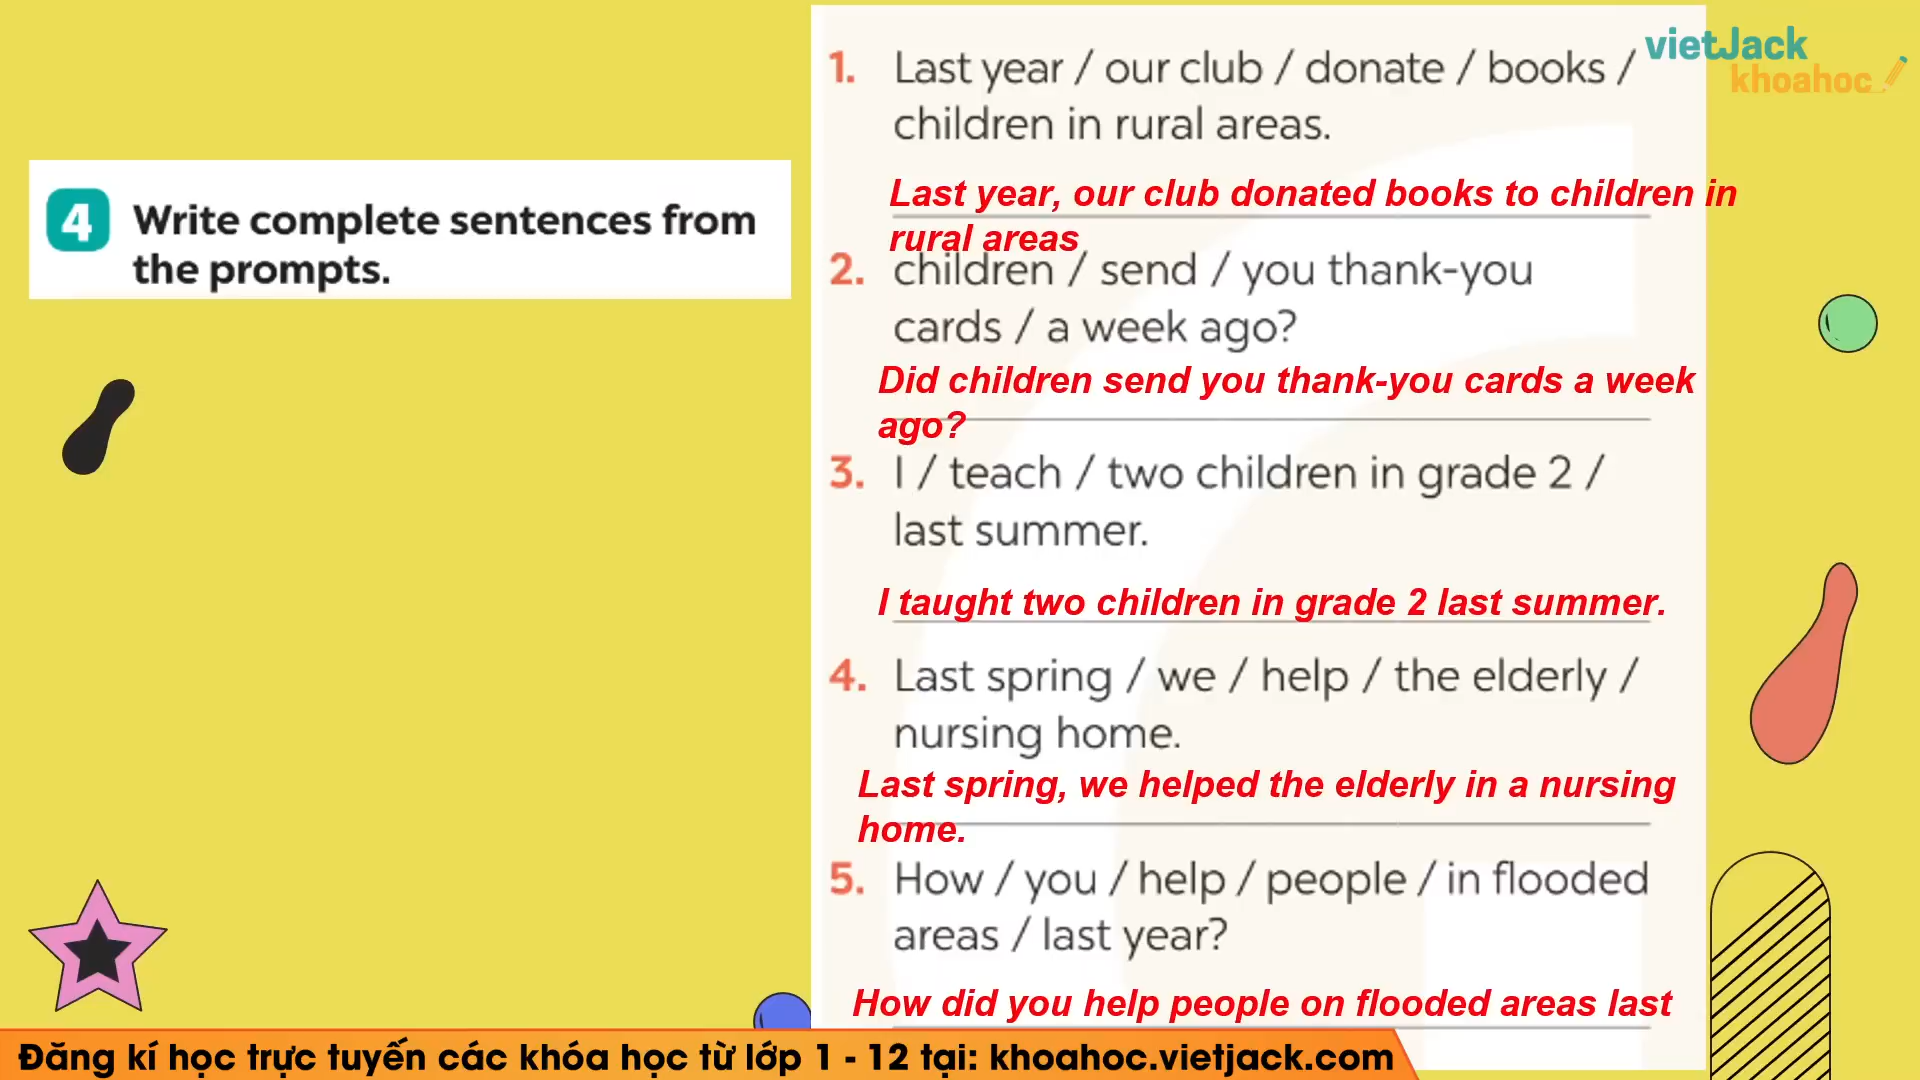 vietJack
khoahoc
4 Write complete sentences from
the prompts.
1. Last year / our club / donate / books /
children in rural areas.
Last year, our club donated books to children in
rural areas
2. children / send / you thank-you
cards / a week ago?
Did children send you thank-you cards a week
ago?
3. I / teach / two children in grade 2 /
last summer.
I taught two children in grade 2 last summer.
4. Last spring / we / help / the elderly /
nursing home.
Last spring, we helped the elderly in a nursing
home.
5. How / you / help / people / in flooded
areas / last year?
How did you help people on flooded areas last
Đăng kí học trực tuyến các khóa học từ lớp 1 - 12 tại: khoahoc.vietjack.com